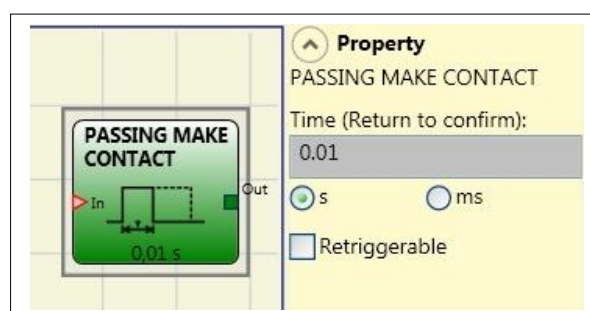 PASSING MAKE
CONTACT
In
Out
0,01 s
Property
PASSING MAKE CONTACT
Time (Return to confirm):
0.01
s
ms
Retriggerable